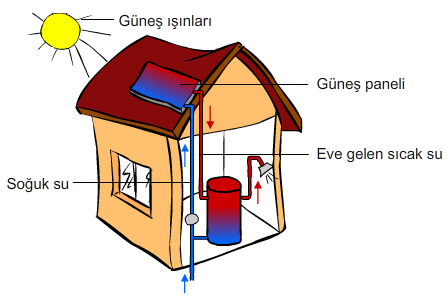 Güneş ışınları
Güneş paneli
Eve gelen sıcak su
Soğuk su